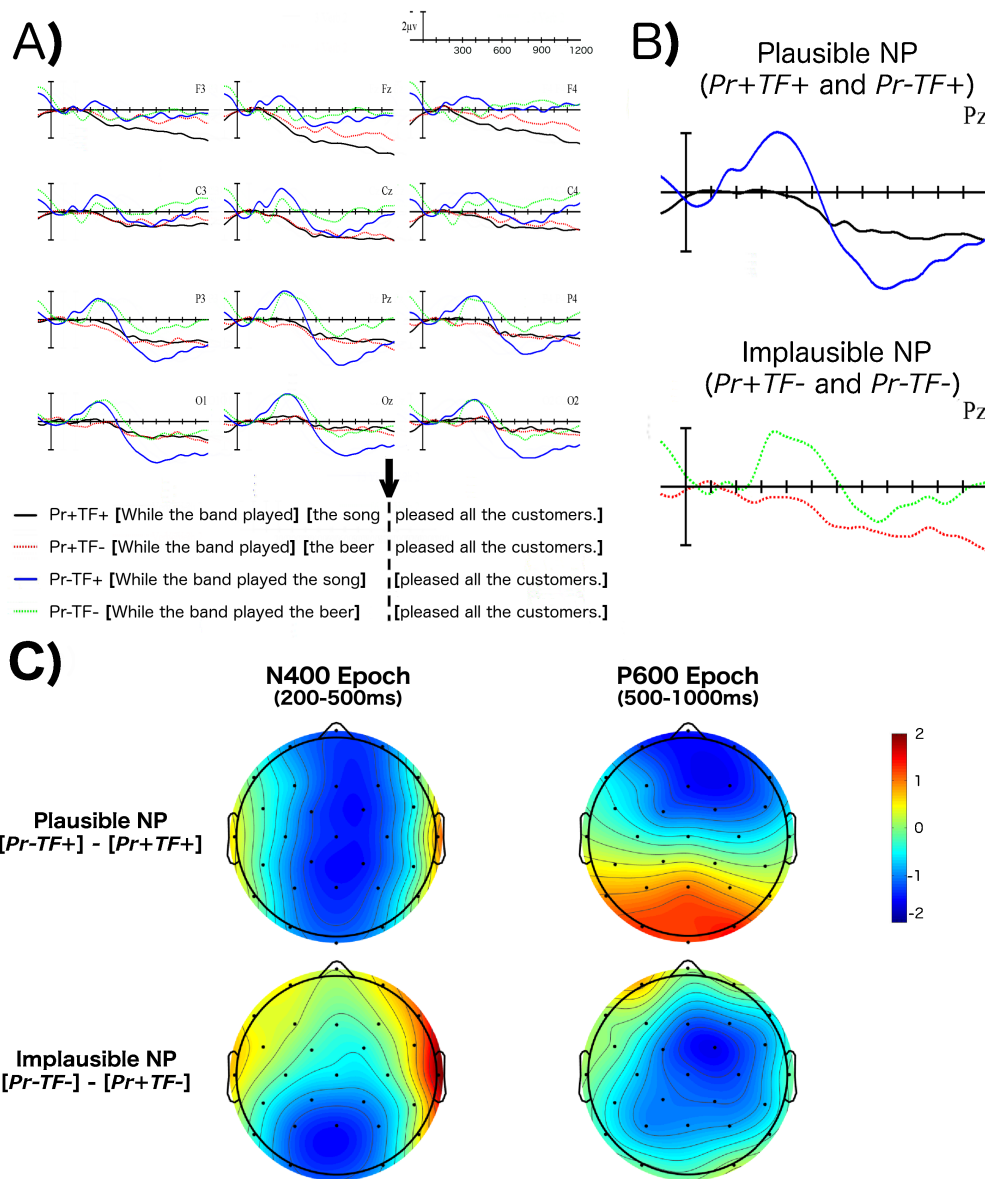 A)
2μv
300 600 900 1200
F3 Fz F4
C3 Cz C4
P3 Pz P4
O1 Oz O2
Pr+TF+ [While the band played] [the song pleased all the customers.]
Pr+TF- [While the band played] [the beer pleased all the customers.]
Pr-TF+ [While the band played the song] [pleased all the customers.]
Pr-TF- [While the band played the beer] [pleased all the customers.]
B)
Plausible NP
(Pr+TF+ and Pr-TF+)
Pz
Implausible NP
(Pr+TF- and Pr-TF-)
Pz
C)
N400 Epoch
(200-500ms)
P600 Epoch
(500-1000ms)
Plausible NP
[Pr-TF+] - [Pr+TF+]
Implausible NP
[Pr-TF-] - [Pr+TF-]
2
1
0
-1
-2